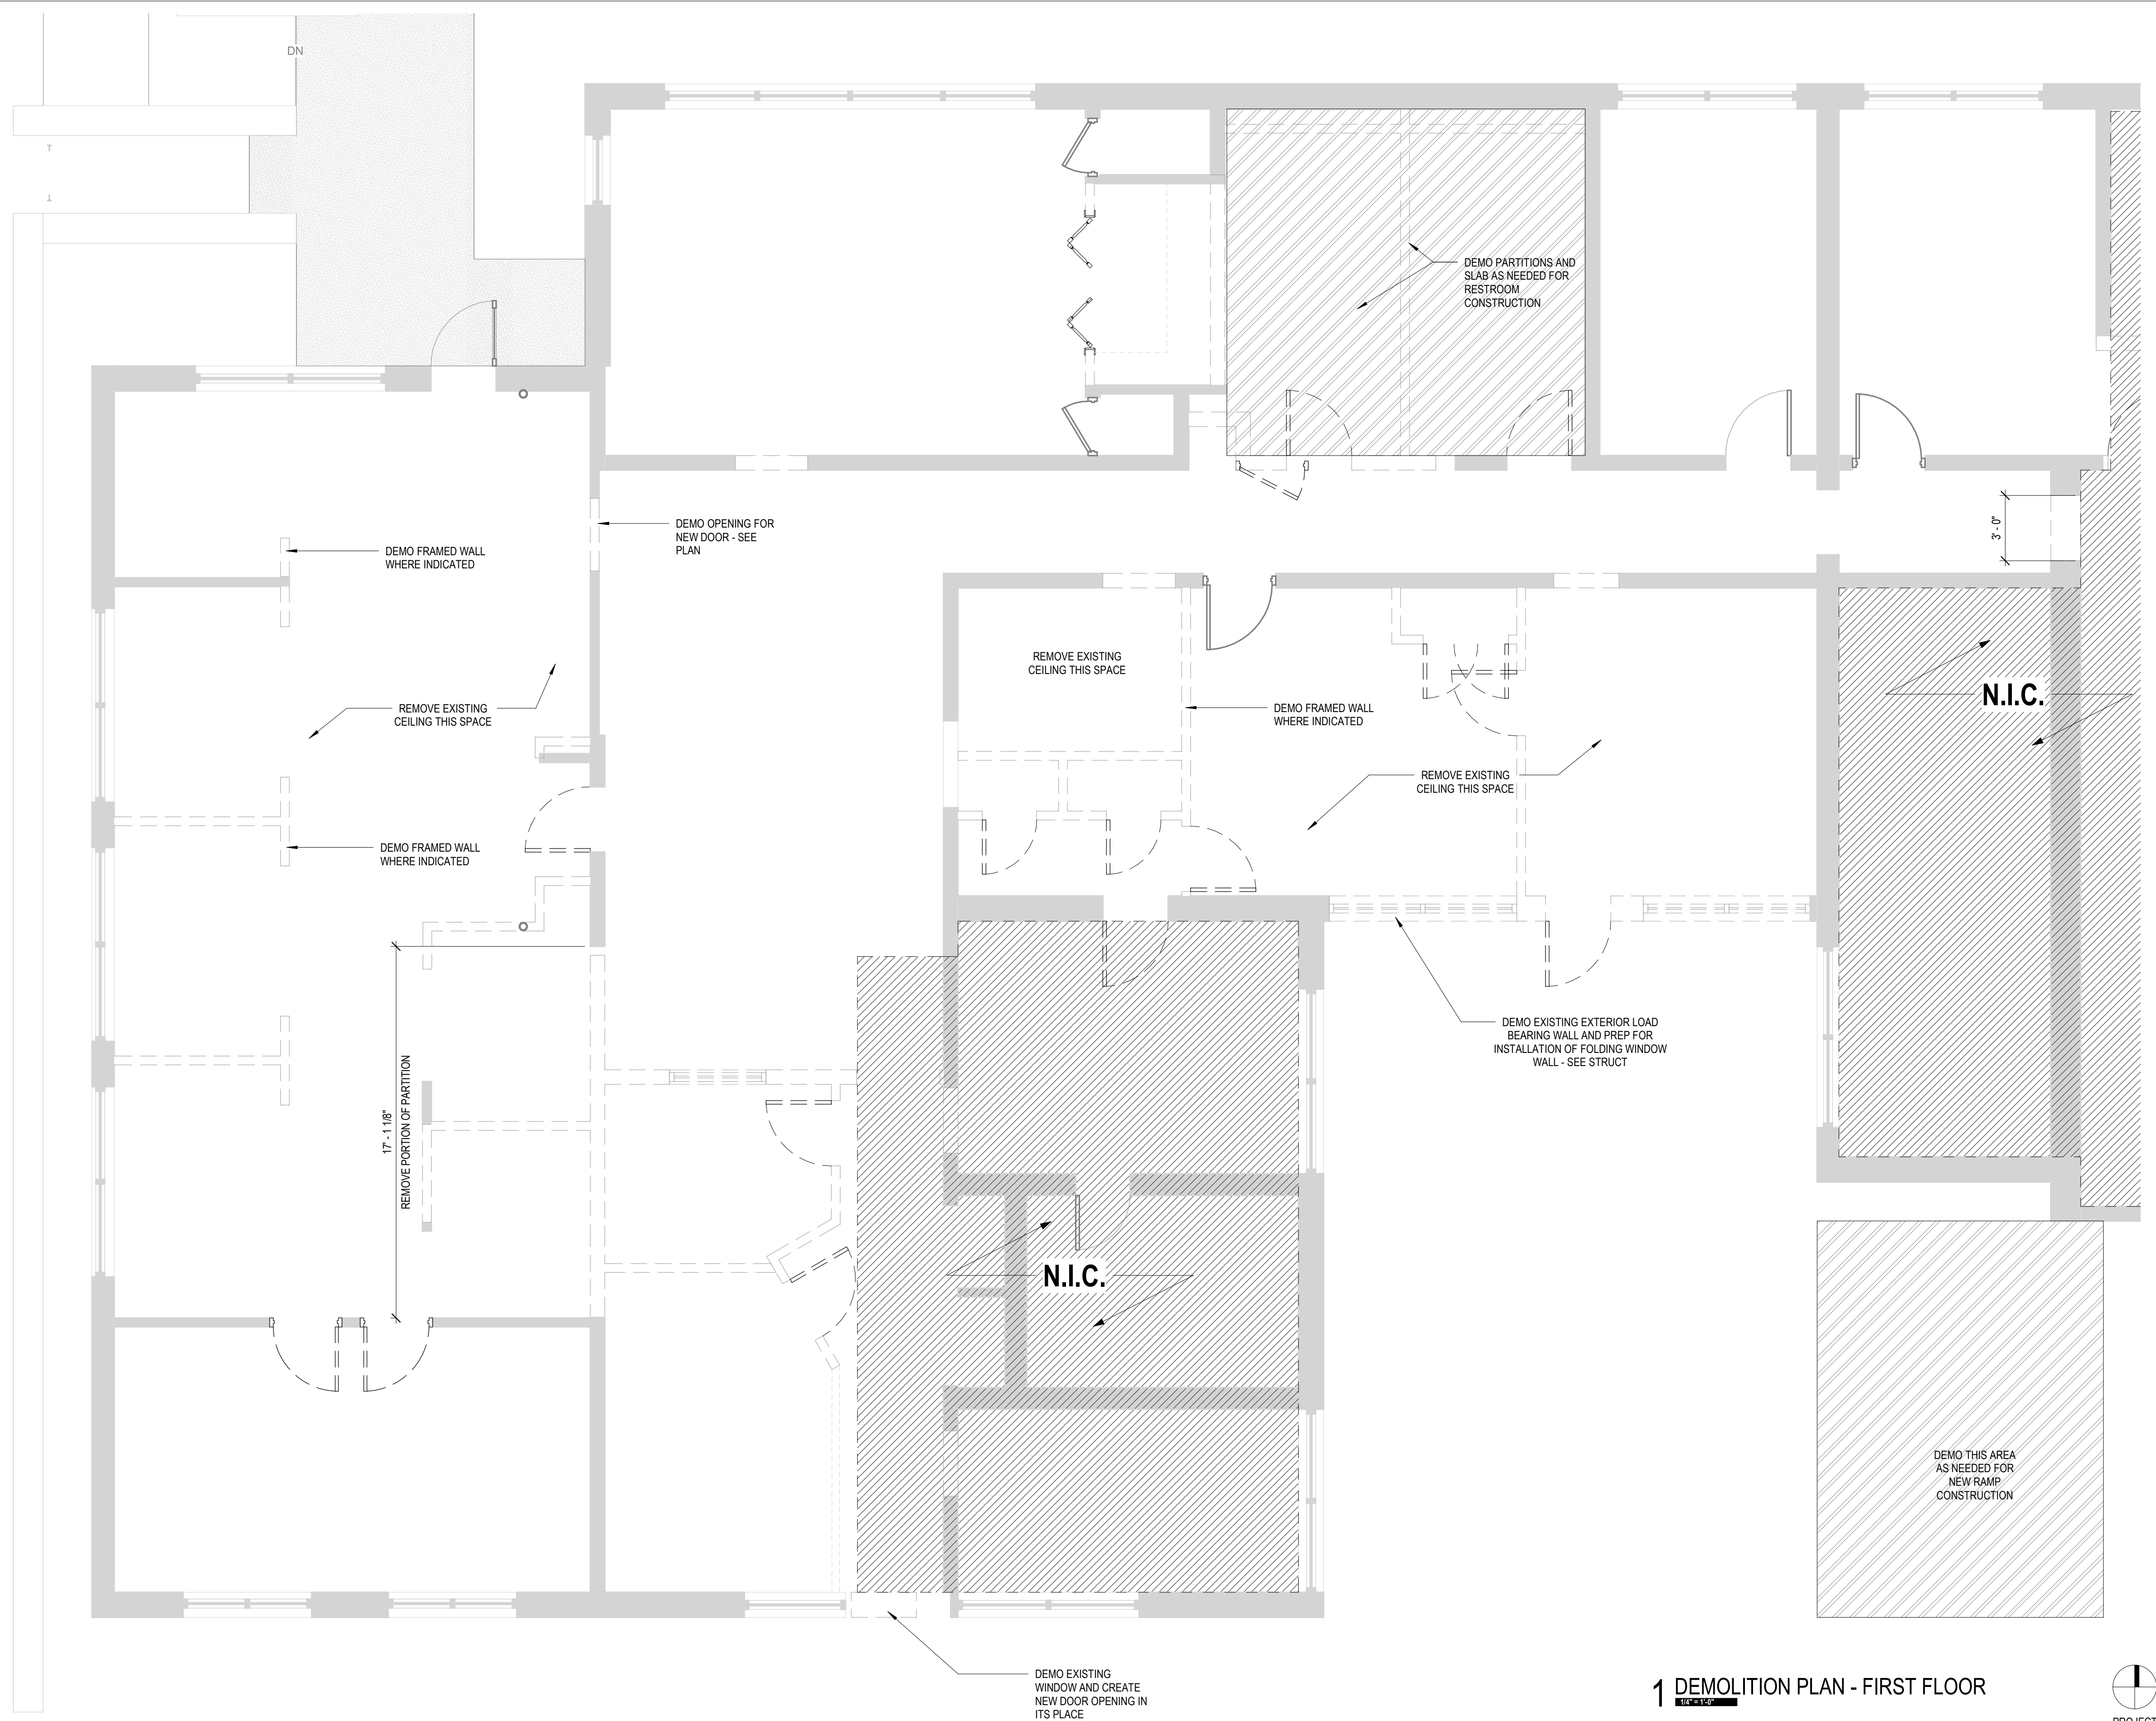 DN
DEMO PARTITIONS AND
SLAB AS NEEDED FOR
RESTROOM
CONSTRUCTION
DEMO OPENING FOR
NEW DOOR - SEE
PLAN
3' - 0"
DEMO FRAMED WALL
WHERE INDICATED
REMOVE EXISTING
CEILING THIS SPACE
REMOVE EXISTING
CEILING THIS SPACE
DEMO FRAMED WALL
WHERE INDICATED
N.I.C.
REMOVE EXISTING
CEILING THIS SPACE
DEMO FRAMED WALL
WHERE INDICATED
17' - 1 1/8"
REMOVE PORTION OF PARTITION
DEMO EXISTING EXTERIOR LOAD
BEARING WALL AND PREP FOR
INSTALLATION OF FOLDING WINDOW
WALL - SEE STRUCT
N.I.C.
DEMO THIS AREA
AS NEEDED FOR
NEW RAMP
CONSTRUCTION
DEMO EXISTING
WINDOW AND CREATE
NEW DOOR OPENING IN
ITS PLACE
1 DEMOLITION PLAN - FIRST FLOOR
1/4" = 1'-0"